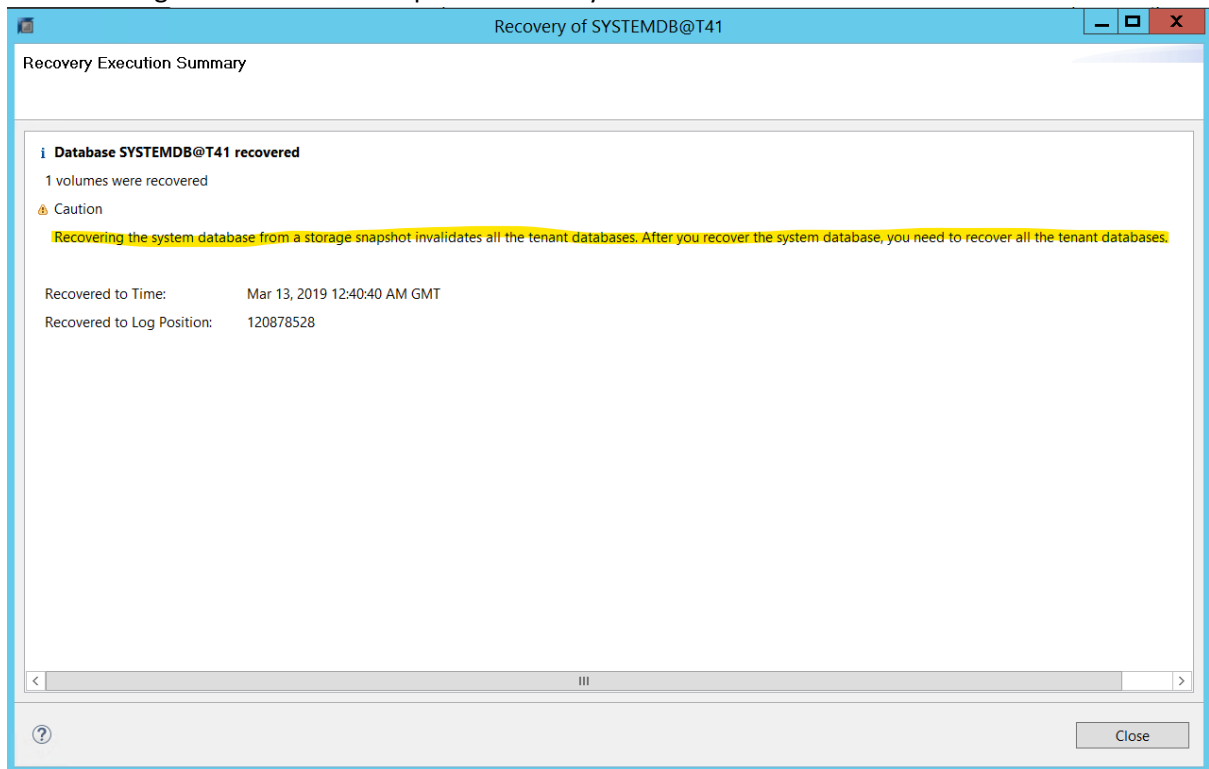 Recovery of SYSTEMDB@T41
Recovery Execution Summary
i Database SYSTEMDB@T41 recovered
1 volumes were recovered
Caution
Recovering the system database from a storage snapshot invalidates all the tenant databases. After you recover the system database, you need to recover all the tenant databases.
Recovered to Time: Mar 13, 2019 12:40:40 AM GMT
Recovered to Log Position: 120878528
Close